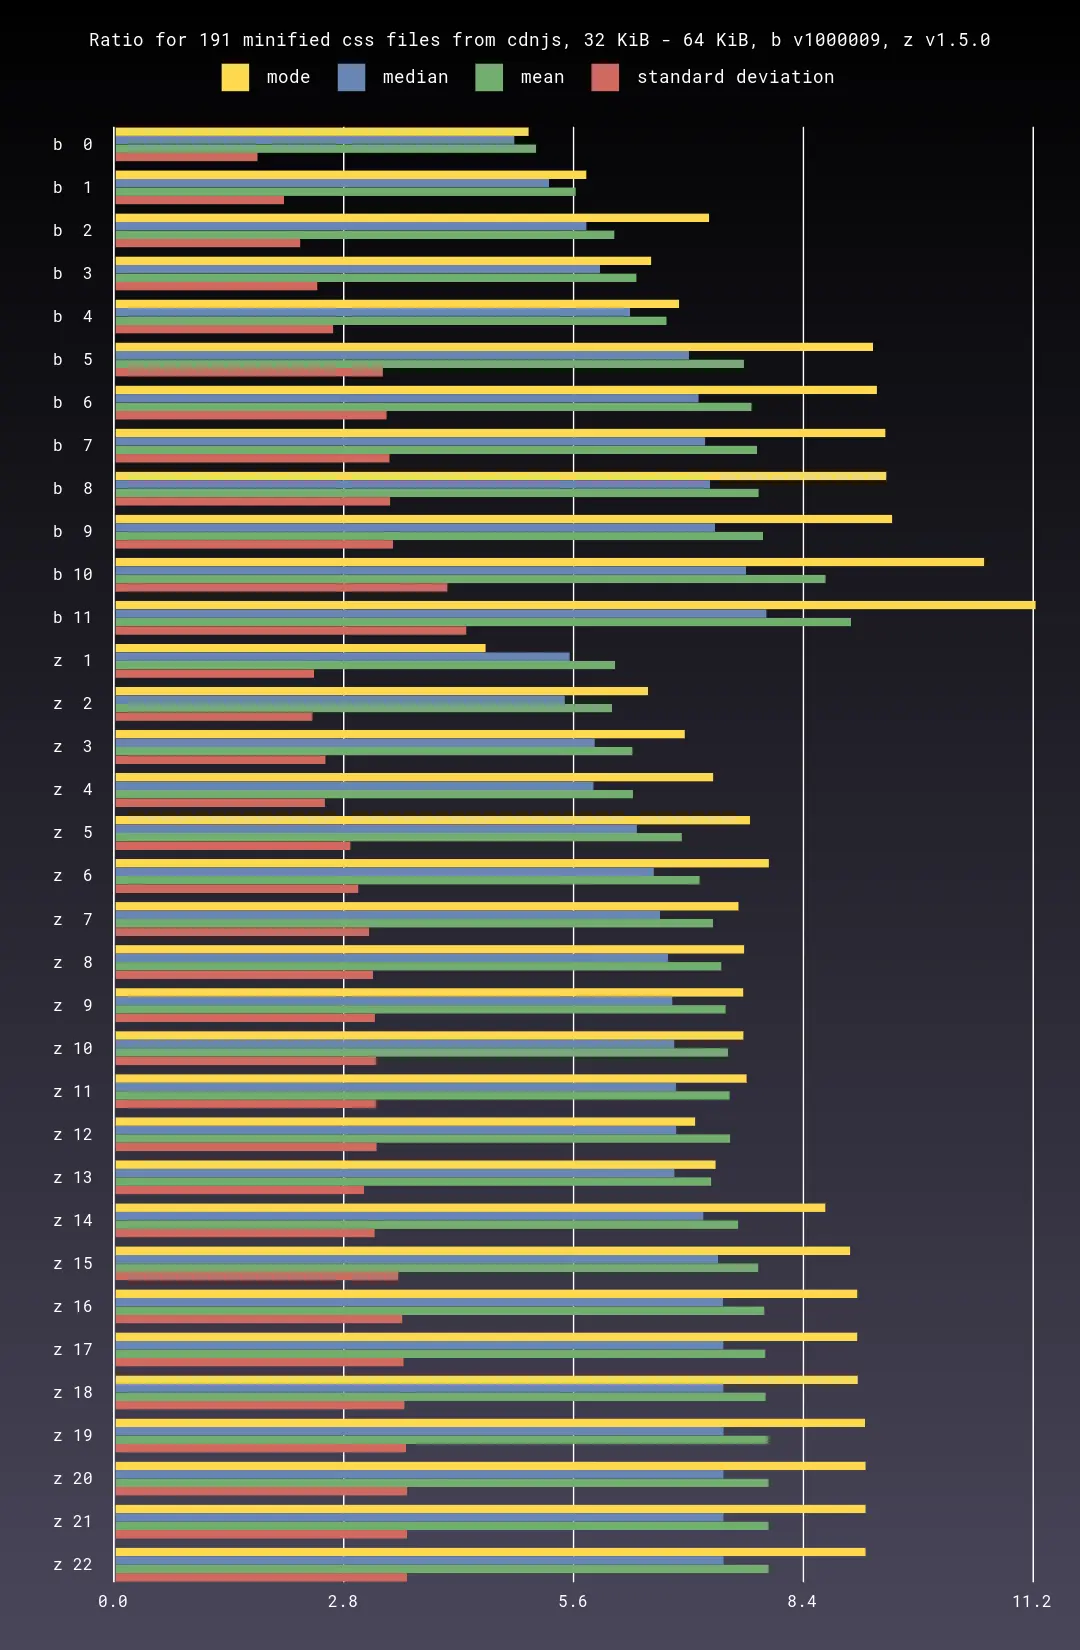 Ratio for 191 minified css files from cdnjs, 32 KiB - 64 KiB, b v1000009, z v1.5.0
mode median mean standard deviation
b 0
b 1
b 2
b 3
b 4
b 5
b 6
b 7
b 8
b 9
b 10
b 11
z 1
z 2
z 3
z 4
z 5
z 6
z 7
z 8
z 9
z 10
z 11
z 12
z 13
z 14
z 15
z 16
z 17
z 18
z 19
z 20
z 21
z 22
0.0 2.8 5.6 8.4 11.2